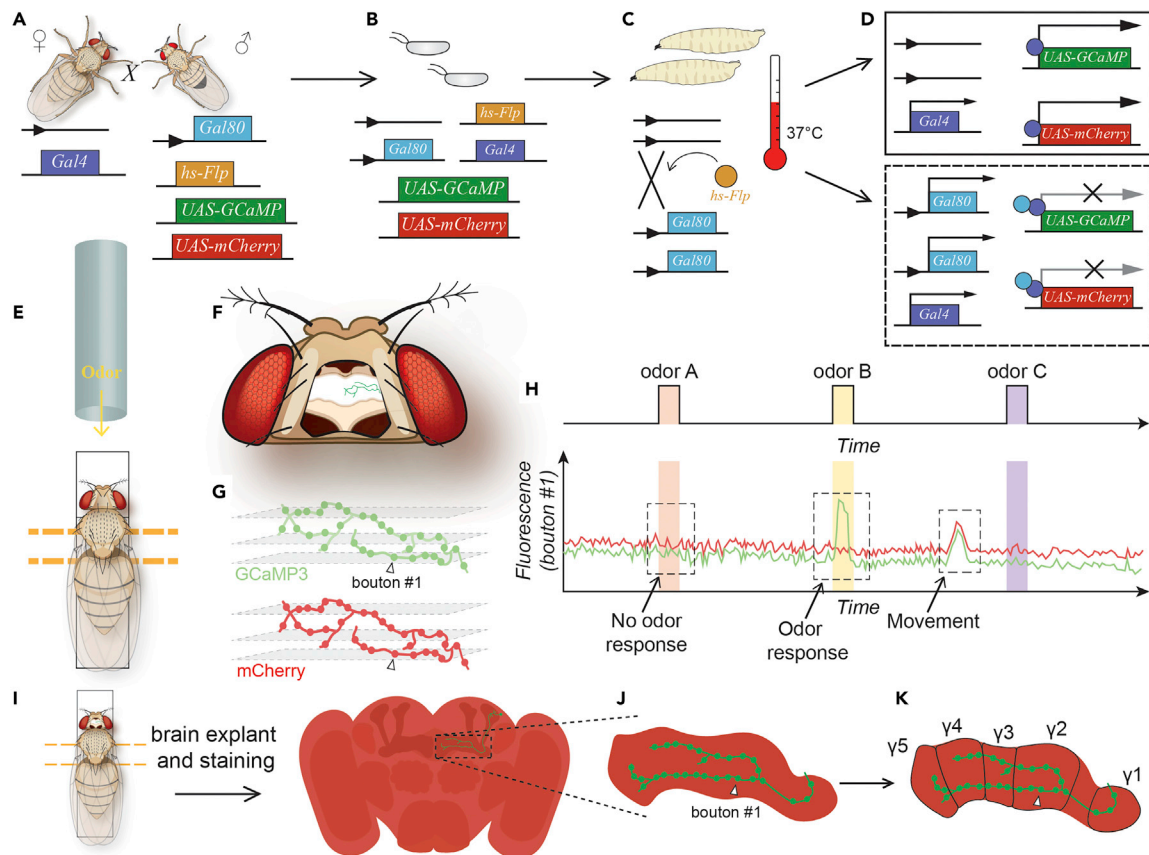 A
♀
X
♂
Gal4
Gal80
hs-Flp
UAS-GCaMP
UAS-mCherry
B
hs-Flp
Gal80
Gal4
UAS-GCaMP
UAS-mCherry
C
37°C
hs-Flp
Gal80
Gal80
D
UAS-GCaMP
Gal4
UAS-mCherry
Gal80
UAS-GCaMP
Gal80
UAS-mCherry
Gal4
E
Odor
F
G
GCaMP3
bouton #1
mCherry
H
odor A
odor B
odor C
Time
Fluorescence
(bouton #1)
Time
No odor
response
Odor
response
Movement
I
brain explant
and staining
J
bouton #1
K
γ5
γ4
γ3
γ2
γ1